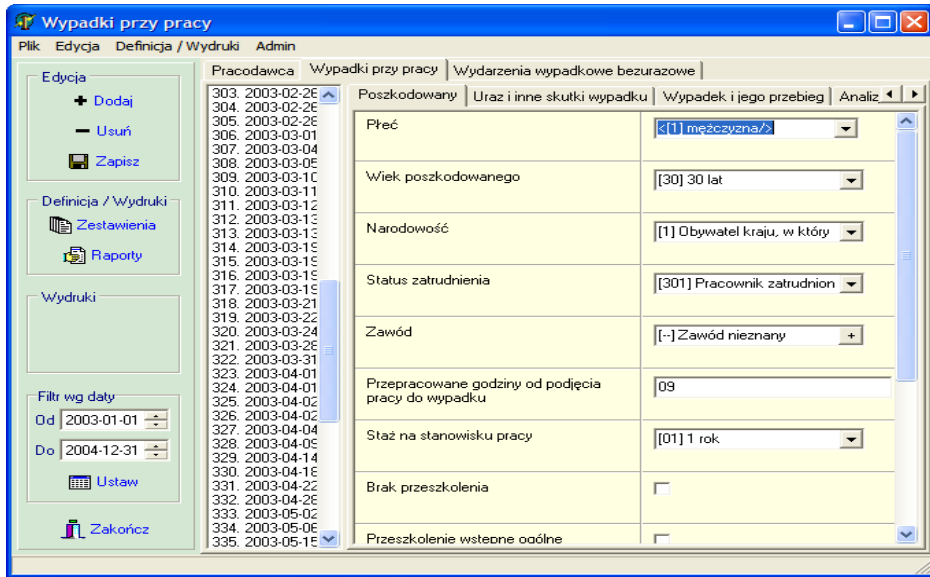 Wypadki przy pracy
Plik Edycja Definicja / Wydruki Admin
Edycja
Dodaj
Usuń
Zapisz
Definicja / Wydruki
Zestawienia
Raporty
Wydruki
Filtr wg daty
Od 2003-01-01
Do 2004-12-31
Ustaw
Zakończ
Pracodawca Wypadki przy pracy Wydarzenia wypadkowe bezurazowe
303. 2003-02-26
304. 2003-02-26
305. 2003-02-28
306. 2003-03-01
307. 2003-03-04
308. 2003-03-05
309. 2003-03-10
310. 2003-03-11
311. 2003-03-12
312. 2003-03-13
313. 2003-03-13
314. 2003-03-19
315. 2003-03-19
316. 2003-03-19
317. 2003-03-19
318. 2003-03-21
319. 2003-03-22
320. 2003-03-24
321. 2003-03-28
322. 2003-03-31
323. 2003-04-01
324. 2003-04-01
325. 2003-04-02
326. 2003-04-02
327. 2003-04-04
328. 2003-04-09
329. 2003-04-14
330. 2003-04-18
331. 2003-04-22
332. 2003-04-28
333. 2003-05-02
334. 2003-05-06
335. 2003-05-15
Poszkodowany Uraz i inne skutki wypadku Wypadek i jego przebieg Analiz
Płeć <[1] mężczyzna/>
Wiek poszkodowanego [30] 30 lat
Narodowość [1] Obywatel kraju, w który
Status zatrudnienia [301] Pracownik zatrudnion
Zawód [--] Zawód nieznany +
Przepracowane godziny od podjęcia
pracy do wypadku 09
Staż na stanowisku pracy [01] 1 rok
Brak przeszkolenia
Przeszkolenie wstępne ogólne